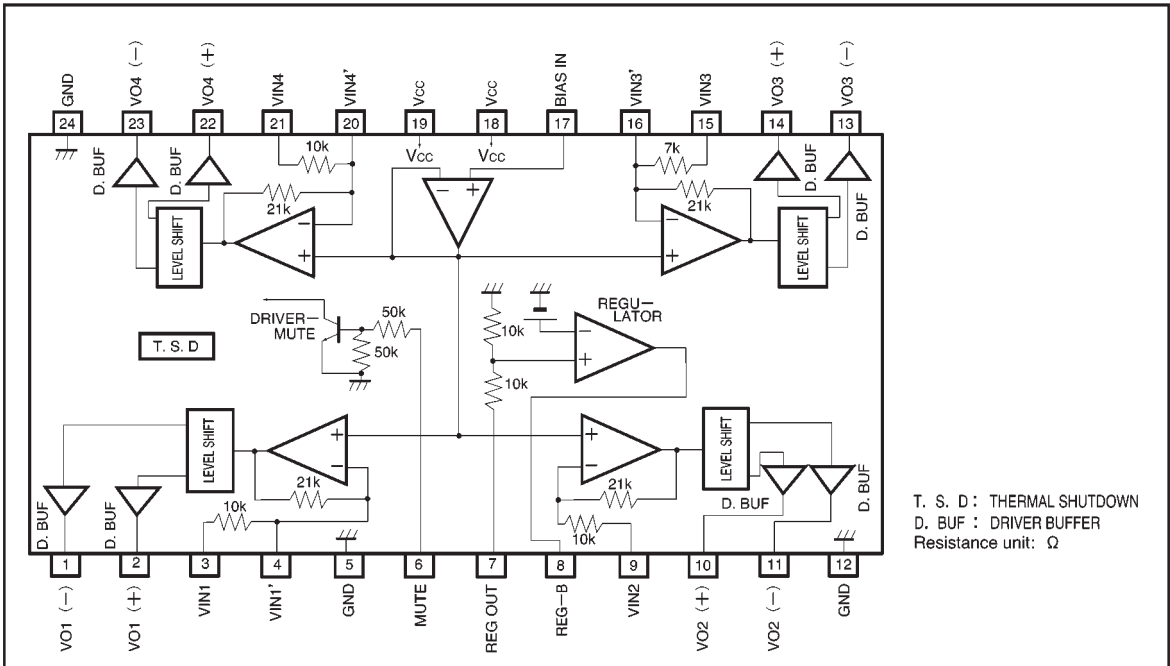 GND
VO4 (−)
VO4 (+)
VIN4
VIN4'
VCC
VCC
BIAS IN
VIN3'
VIN3
VO3 (+)
VO3 (−)
24
23
22
21
20
19
18
17
16
15
14
13
D. BUF
D. BUF
10k
VCC
VCC
7k
D. BUF
D. BUF
21k
− +
21k
LEVEL SHIFT
−
+
−
+
LEVEL SHIFT
DRIVER−
MUTE
50k
50k
10k
10k
REGU−
LATOR
−
+
T. S. D
LEVEL SHIFT
+
−
+
−
LEVEL SHIFT
21k
21k
D. BUF
D. BUF
10k
10k
D. BUF
D. BUF
1
2
3
4
5
6
7
8
9
10
11
12
VO1 (−)
VO1 (+)
VIN1
VIN1'
GND
MUTE
REG OUT
REG−B
VIN2
VO2 (+)
VO2 (−)
GND
T. S. D : THERMAL SHUTDOWN
D. BUF : DRIVER BUFFER
Resistance unit: Ω